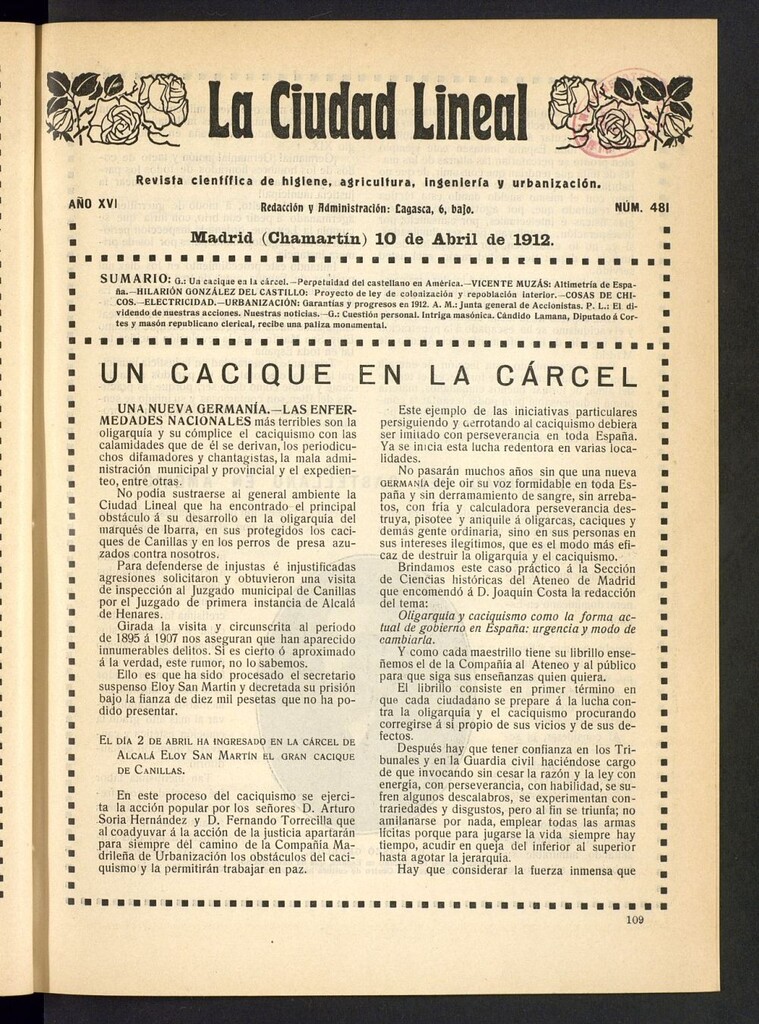 La Ciudad Lineal
Revista científica de higiene, agricultura, ingeniería y urbanización.
AÑO XVI
Redacción y Administración: Lagasca, 6, bajo.
NÚM. 481
Madrid (Chamartín) 10 de Abril de 1912.
SUMARIO: G.: Un cacique en la cárcel.—Perpetuidad del castellano en América.—VICENTE MUZÁS: Altimetría de Espa-
ña.—HILARIÓN GONZÁLEZ DEL CASTILLO: Proyecto de ley de colonización y repoblación interior.—COSAS DE CHI-
COS.—ELECTRICIDAD.—URBANIZACIÓN: Garantías y progresos en 1912. A. M.: Junta general de Accionistas. P. L.: El di-
videndo de nuestras acciones. Nuestras noticias.—G.: Cuestión personal. Intriga masónica. Cándido Lamana, Diputado á Cor-
tes y masón republicano clerical, recibe una paliza monumental.
UN CACIQUE EN LA CÁRCEL
UNA NUEVA GERMANÍA.—LAS ENFER-
MEDADES NACIONALES más terribles son la
oligarquía y su cómplice el caciquismo con las
calamidades que de él se derivan, los periodicu-
chos difamadores y chantagistas, la mala admi-
nistración municipal y provincial y el expedien-
teo, entre otras.
No podía sustraerse al general ambiente la
Ciudad Lineal que ha encontrado el principal
obstáculo á su desarrollo en la oligarquía del
marqués de Ibarra, en sus protegidos los caci-
ques de Canillas y en los perros de presa azu-
zados contra nosotros.
Para defenderse de injustas é injustificadas
agresiones solicitaron y obtuvieron una visita
de inspección al Juzgado municipal de Canillas
por el Juzgado de primera instancia de Alcalá
de Henares.
Girada la visita y circunscrita al periodo
de 1895 á 1907 nos aseguran que han aparecido
innumerables delitos. Si es cierto ó aproximado
á la verdad, este rumor, no lo sabemos.
Ello es que ha sido procesado el secretario
suspenso Eloy San Martín y decretada su prisión
bajo la fianza de diez mil pesetas que no ha po-
dido presentar.
EL DÍA 2 DE ABRIL HA INGRESADO EN LA CÁRCEL DE
ALCALÁ ELOY SAN MARTÍN EL GRAN CACIQUE
DE CANILLAS.
En este proceso del caciquismo se ejerci-
ta la acción popular por los señores D. Arturo
Soria Hernández y D. Fernando Torrecilla que
al coadyuvar á la acción de la justicia apartarán
para siempre del camino de la Compañía Ma-
drileña de Urbanización los obstáculos del caci-
quismo y la permitirán trabajar en paz.
Este ejemplo de las iniciativas particulares
persiguiendo y derrotando al caciquismo debiera
ser imitado con perseverancia en toda España.
Ya se inicia esta lucha redentora en varias loca-
lidades.
No pasarán muchos años sin que una nueva
GERMANÍA deje oir su voz formidable en toda Es-
paña y sin derramamiento de sangre, sin arreba-
tos, con fría y calculadora perseverancia des-
truya, pisotee y aniquile á oligarcas, caciques y
demás gente ordinaria, sino en sus personas en
sus intereses ilegítimos, que es el modo más efi-
caz de destruir la oligarquía y el caciquismo.
Brindamos este caso práctico á la Sección
de Ciencias históricas del Ateneo de Madrid
que encomendó á D. Joaquín Costa la redacción
del tema:
Oligarquía y caciquismo como la forma ac-
tual de gobierno en España: urgencia y modo de
cambiarla.
Y como cada maestrillo tiene su librillo ense-
ñemos el de la Compañía al Ateneo y al público
para que siga sus enseñanzas quien quiera.
El librillo consiste en primer término en
que cada ciudadano se prepare á la lucha con-
tra la oligarquía y el caciquismo procurando
corregirse á si propio de sus vicios y de sus de-
fectos.
Después hay que tener confianza en los Tri-
bunales y en la Guardia civil haciéndose cargo
de que invocando sin cesar la razón y la ley con
energía, con perseverancia, con habilidad, se su-
fren algunos descalabros, se experimentan con-
trariedades y disgustos, pero al fin se triunfa; no
amilanarse por nada, emplear todas las armas
lícitas porque para jugarse la vida siempre hay
tiempo, acudir en queja del inferior al superior
hasta agotar la jerarquía.
Hay que considerar la fuerza inmensa que
109